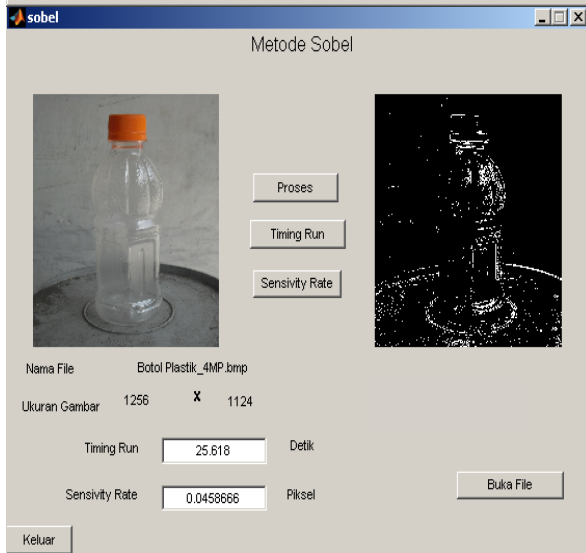 sobel
Metode Sobel
Proses
Timing Run
Sensivity Rate
Nama File Botol Plastik_4MP.bmp
Ukuran Gambar 1256 X 1124
Timing Run 25.618 Detik
Sensivity Rate 0.0458666 Piksel
Buka File
Keluar